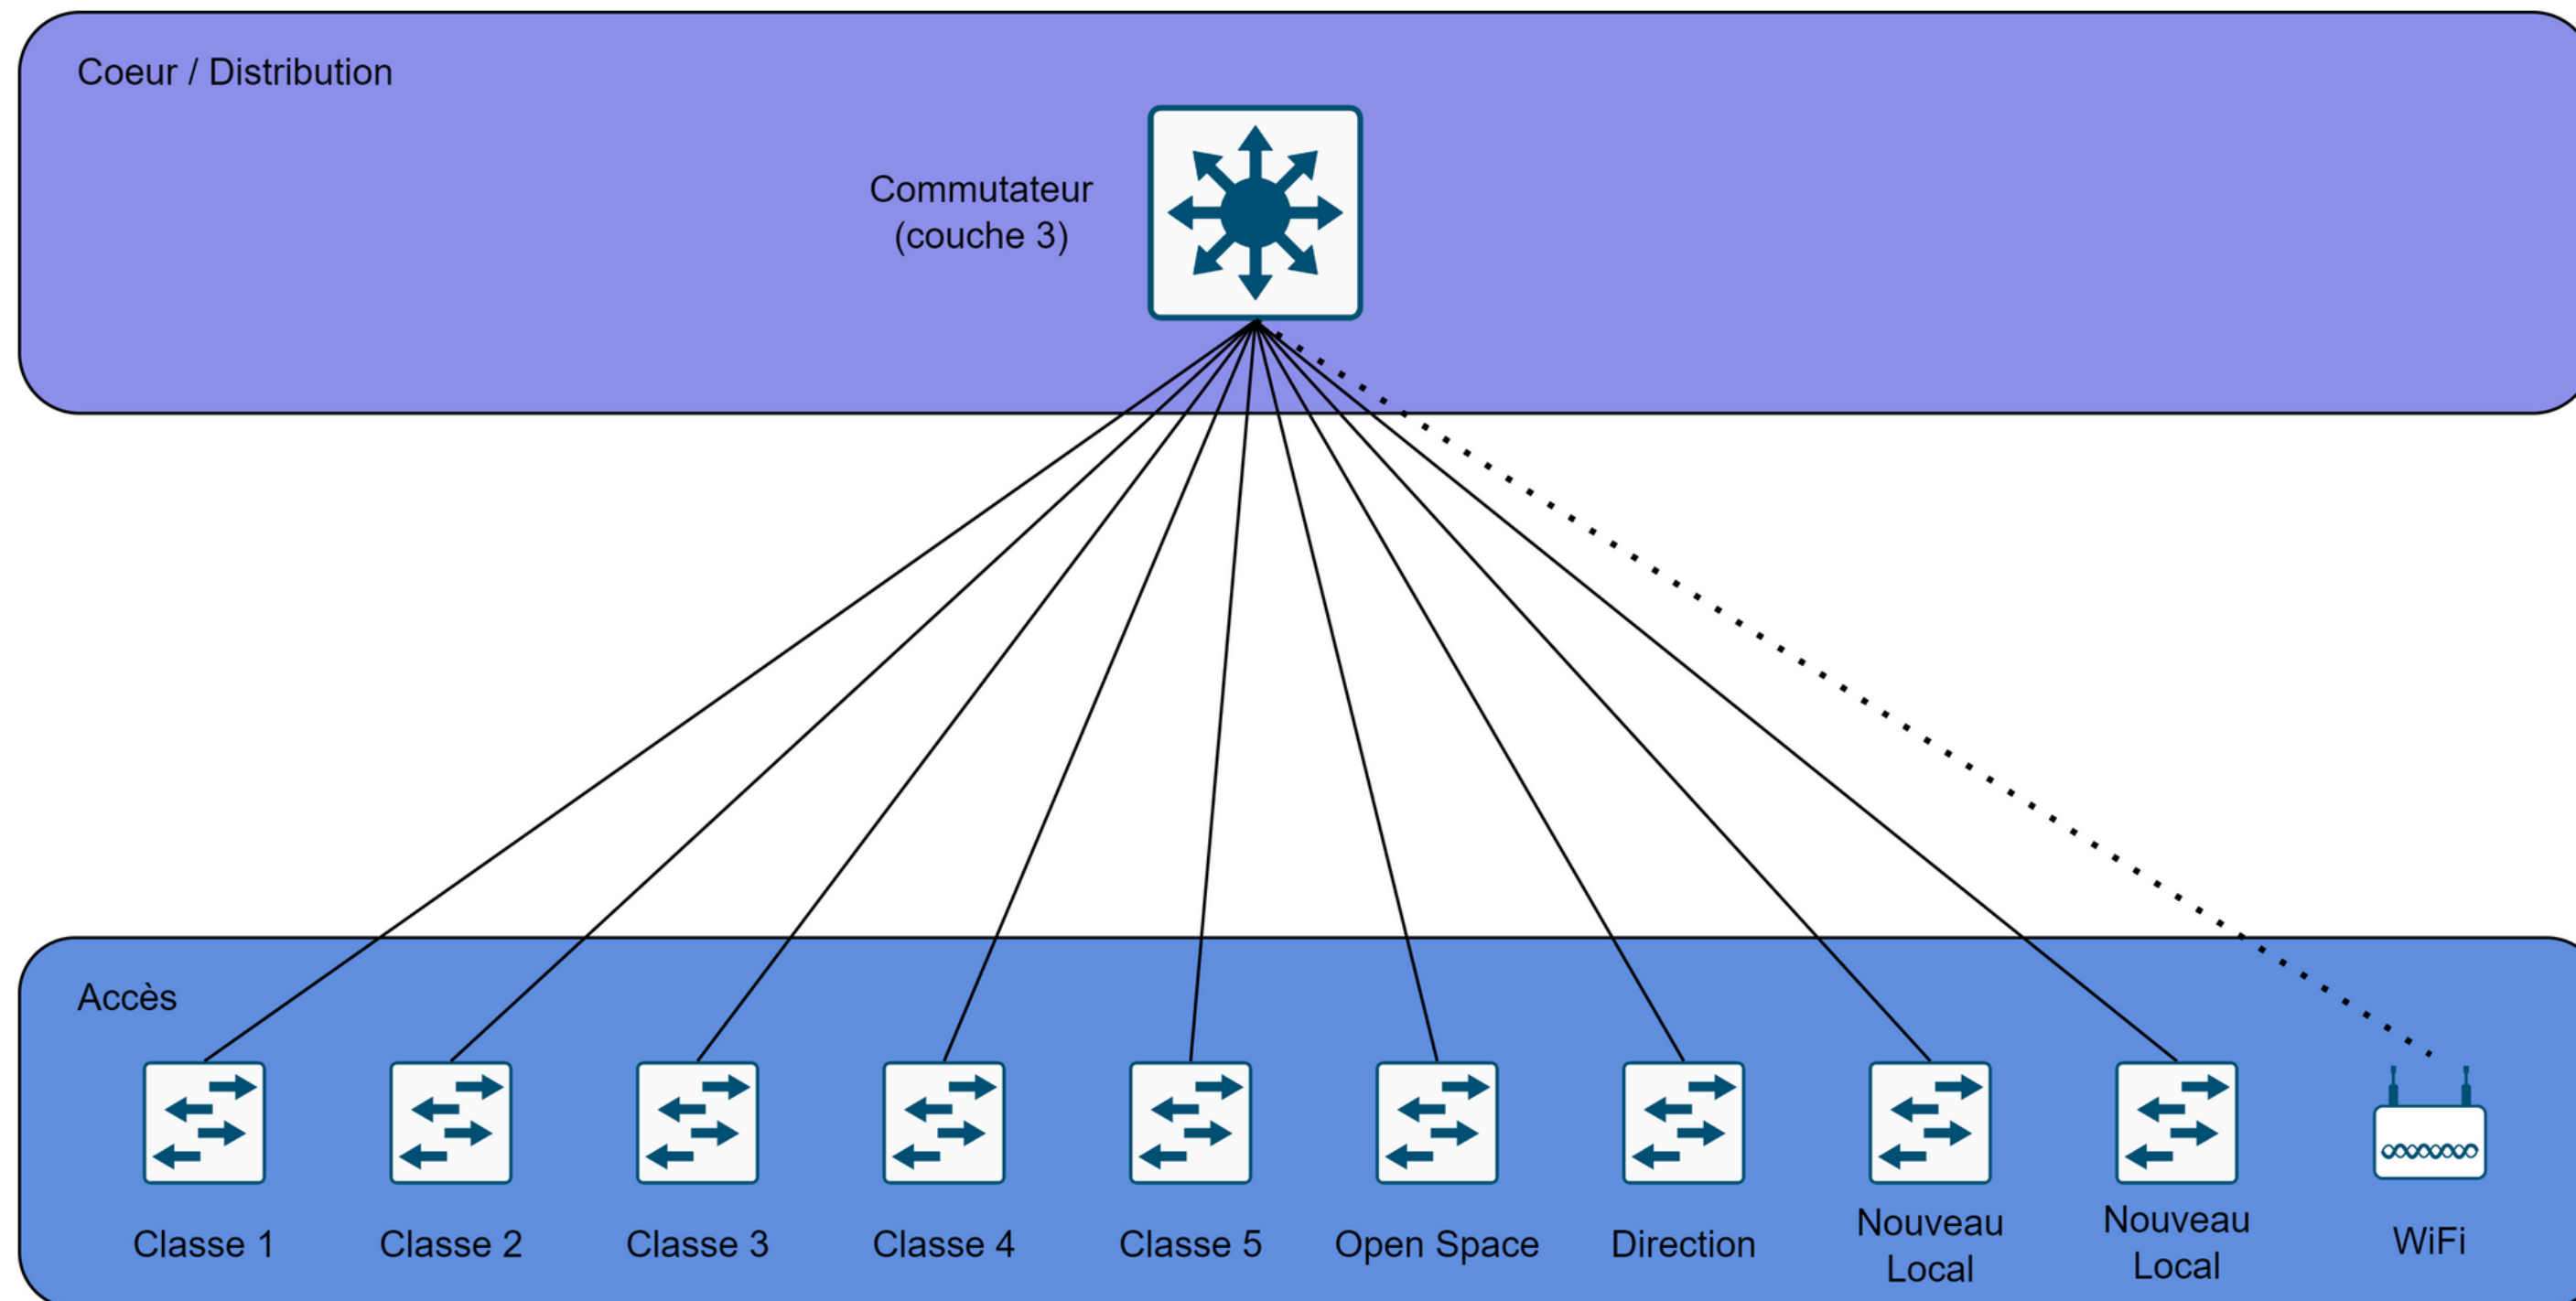 Coeur / Distribution
Commutateur
(couche 3)
Accès
Classe 1
Classe 2
Classe 3
Classe 4
Classe 5
Open Space
Direction
Nouveau
Local
Nouveau
Local
WiFi